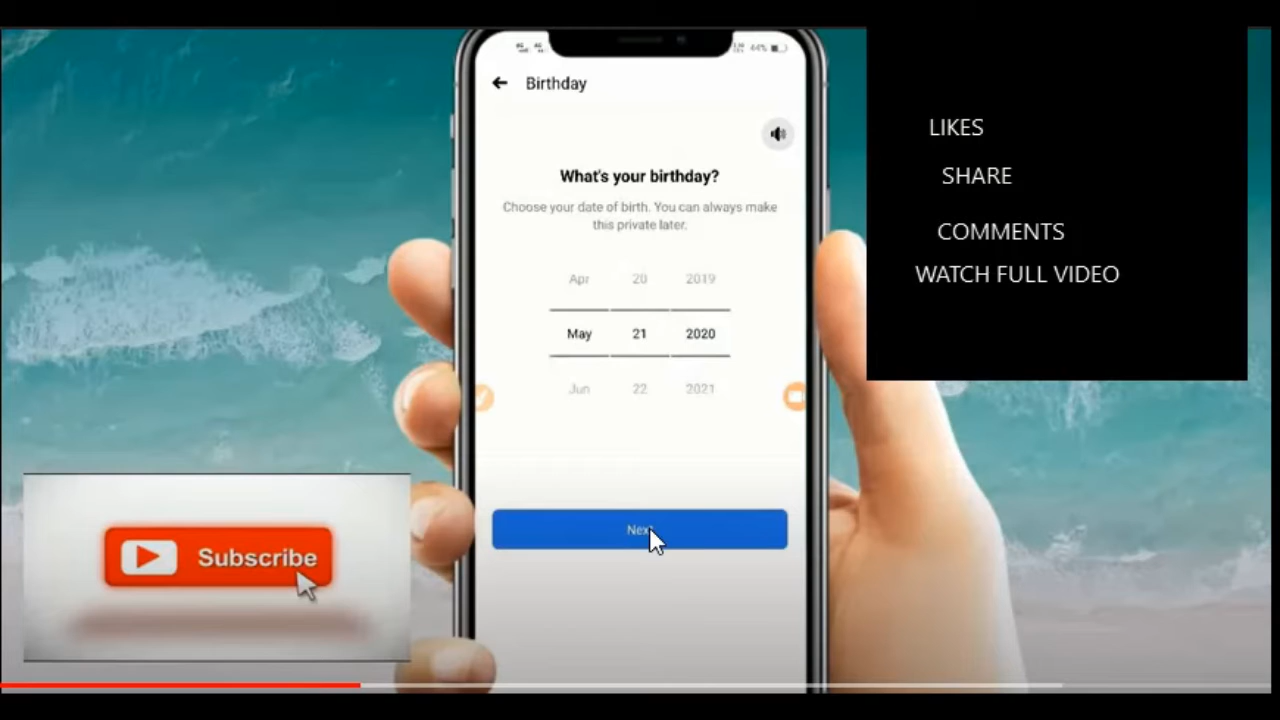 44%
Birthday
What's your birthday?
Choose your date of birth. You can always make
this private later.
Apr 20 2019
May 21 2020
Jun 22 2021
Next
LIKES
SHARE
COMMENTS
WATCH FULL VIDEO
Subscribe